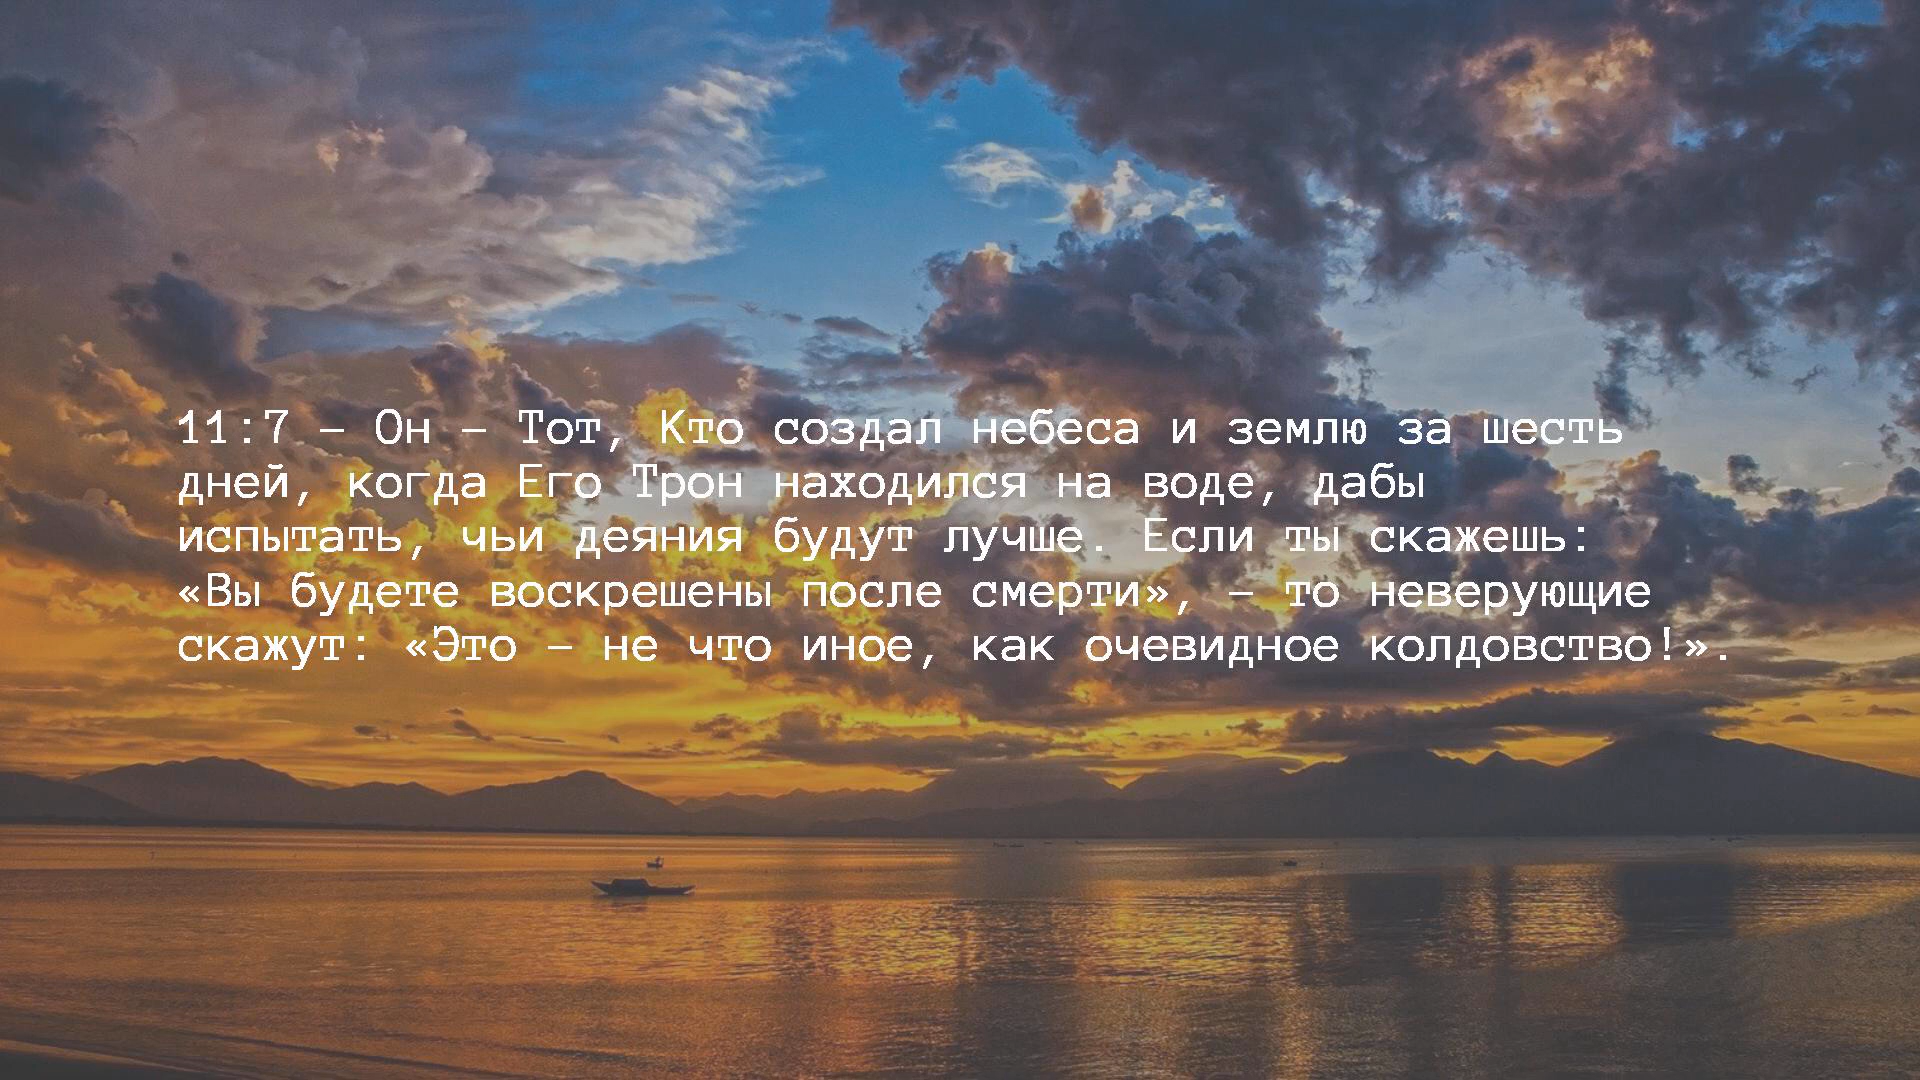 11:7 – Он – Тот, Кто создал небеса и землю за шесть
дней, когда Его Трон находился на воде, дабы
испытать, чьи деяния будут лучше. Если ты скажешь:
«Вы будете воскрешены после смерти», – то неверующие
скажут: «Это – не что иное, как очевидное колдовство!».